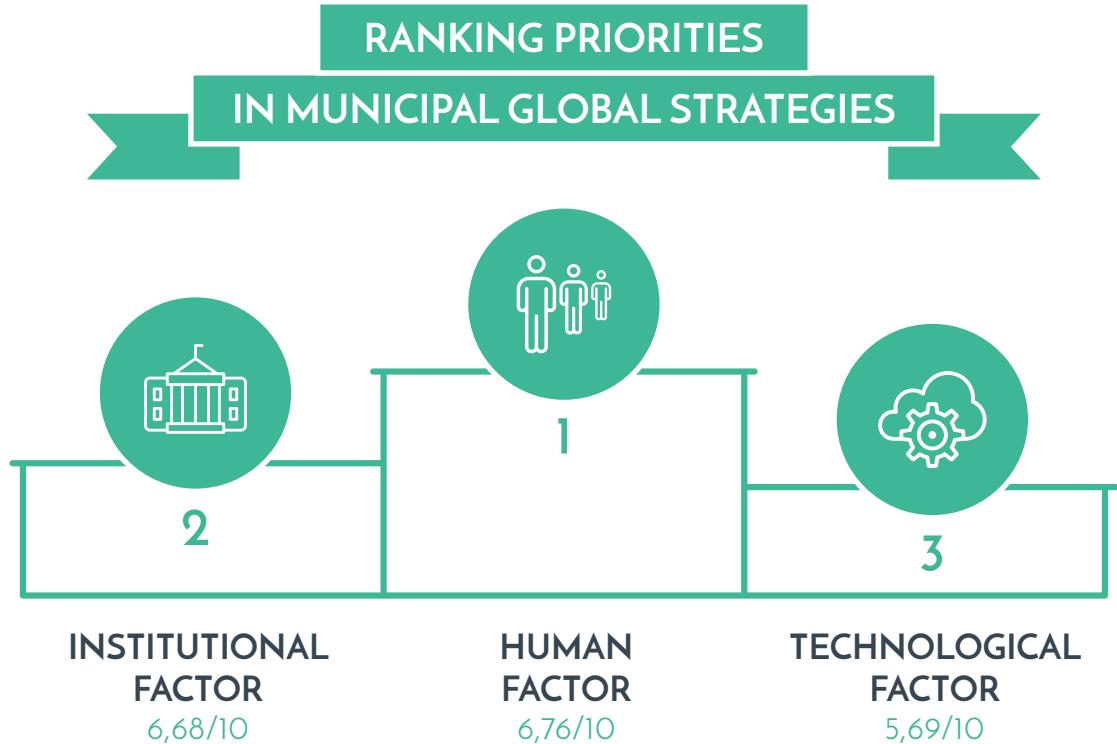 RANKING PRIORITIES
IN MUNICIPAL GLOBAL STRATEGIES
1
2
3
INSTITUTIONAL
FACTOR
6,68/10
HUMAN
FACTOR
6,76/10
TECHNOLOGICAL
FACTOR
5,69/10